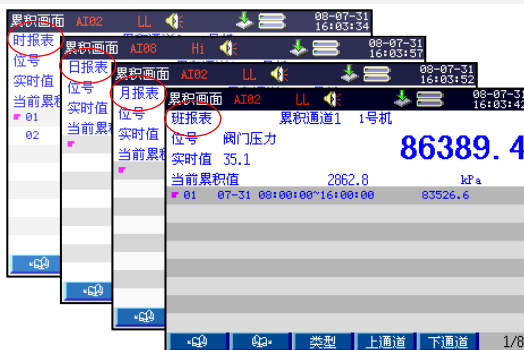 累积画面 AI02 LL 08-07-31 16:03:34
时报表
位号
实时值
当前累积
01
02
累积画面 AI08 Hi 08-07-31 16:03:57
日报表
位号
实时值
当前累
累积画面 AI02 LL 08-07-31 16:03:52
月报表
位号
实时值
当前累
累积画面 AI02 LL 08-07-31 16:03:42
班报表 累积通道1 1号机
位号 阀门压力
实时值 35.1
86389.4
当前累积值 2862.8 kPa
01 07-31 08:00:00~16:00:00 83526.6
类型 上通道 下通道 1/8